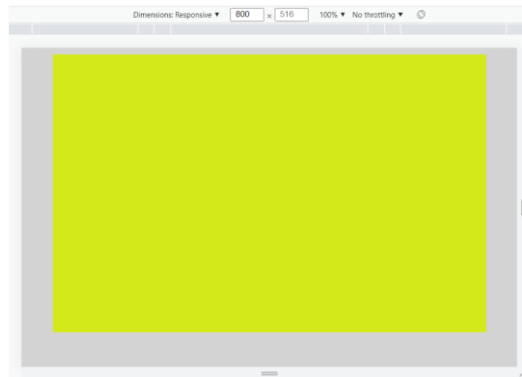 Dimensions: Responsive ▼ 800 × 516 100% ▼ No throttling ▼